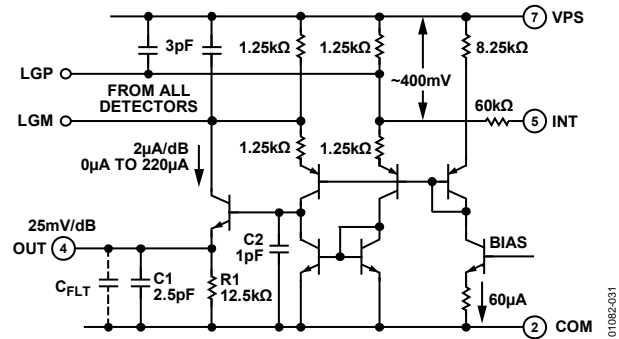 7 VPS
3pF
1.25kΩ
1.25kΩ
8.25kΩ
LGP
FROM ALL
DETECTORS
~400mV
LGM
60kΩ
5 INT
2µA/dB
0µA TO 220µA
1.25kΩ
1.25kΩ
25mV/dB
OUT 4
C2
1pF
BIAS
CFLT
C1
2.5pF
R1
12.5kΩ
60µA
2 COM
01082-031